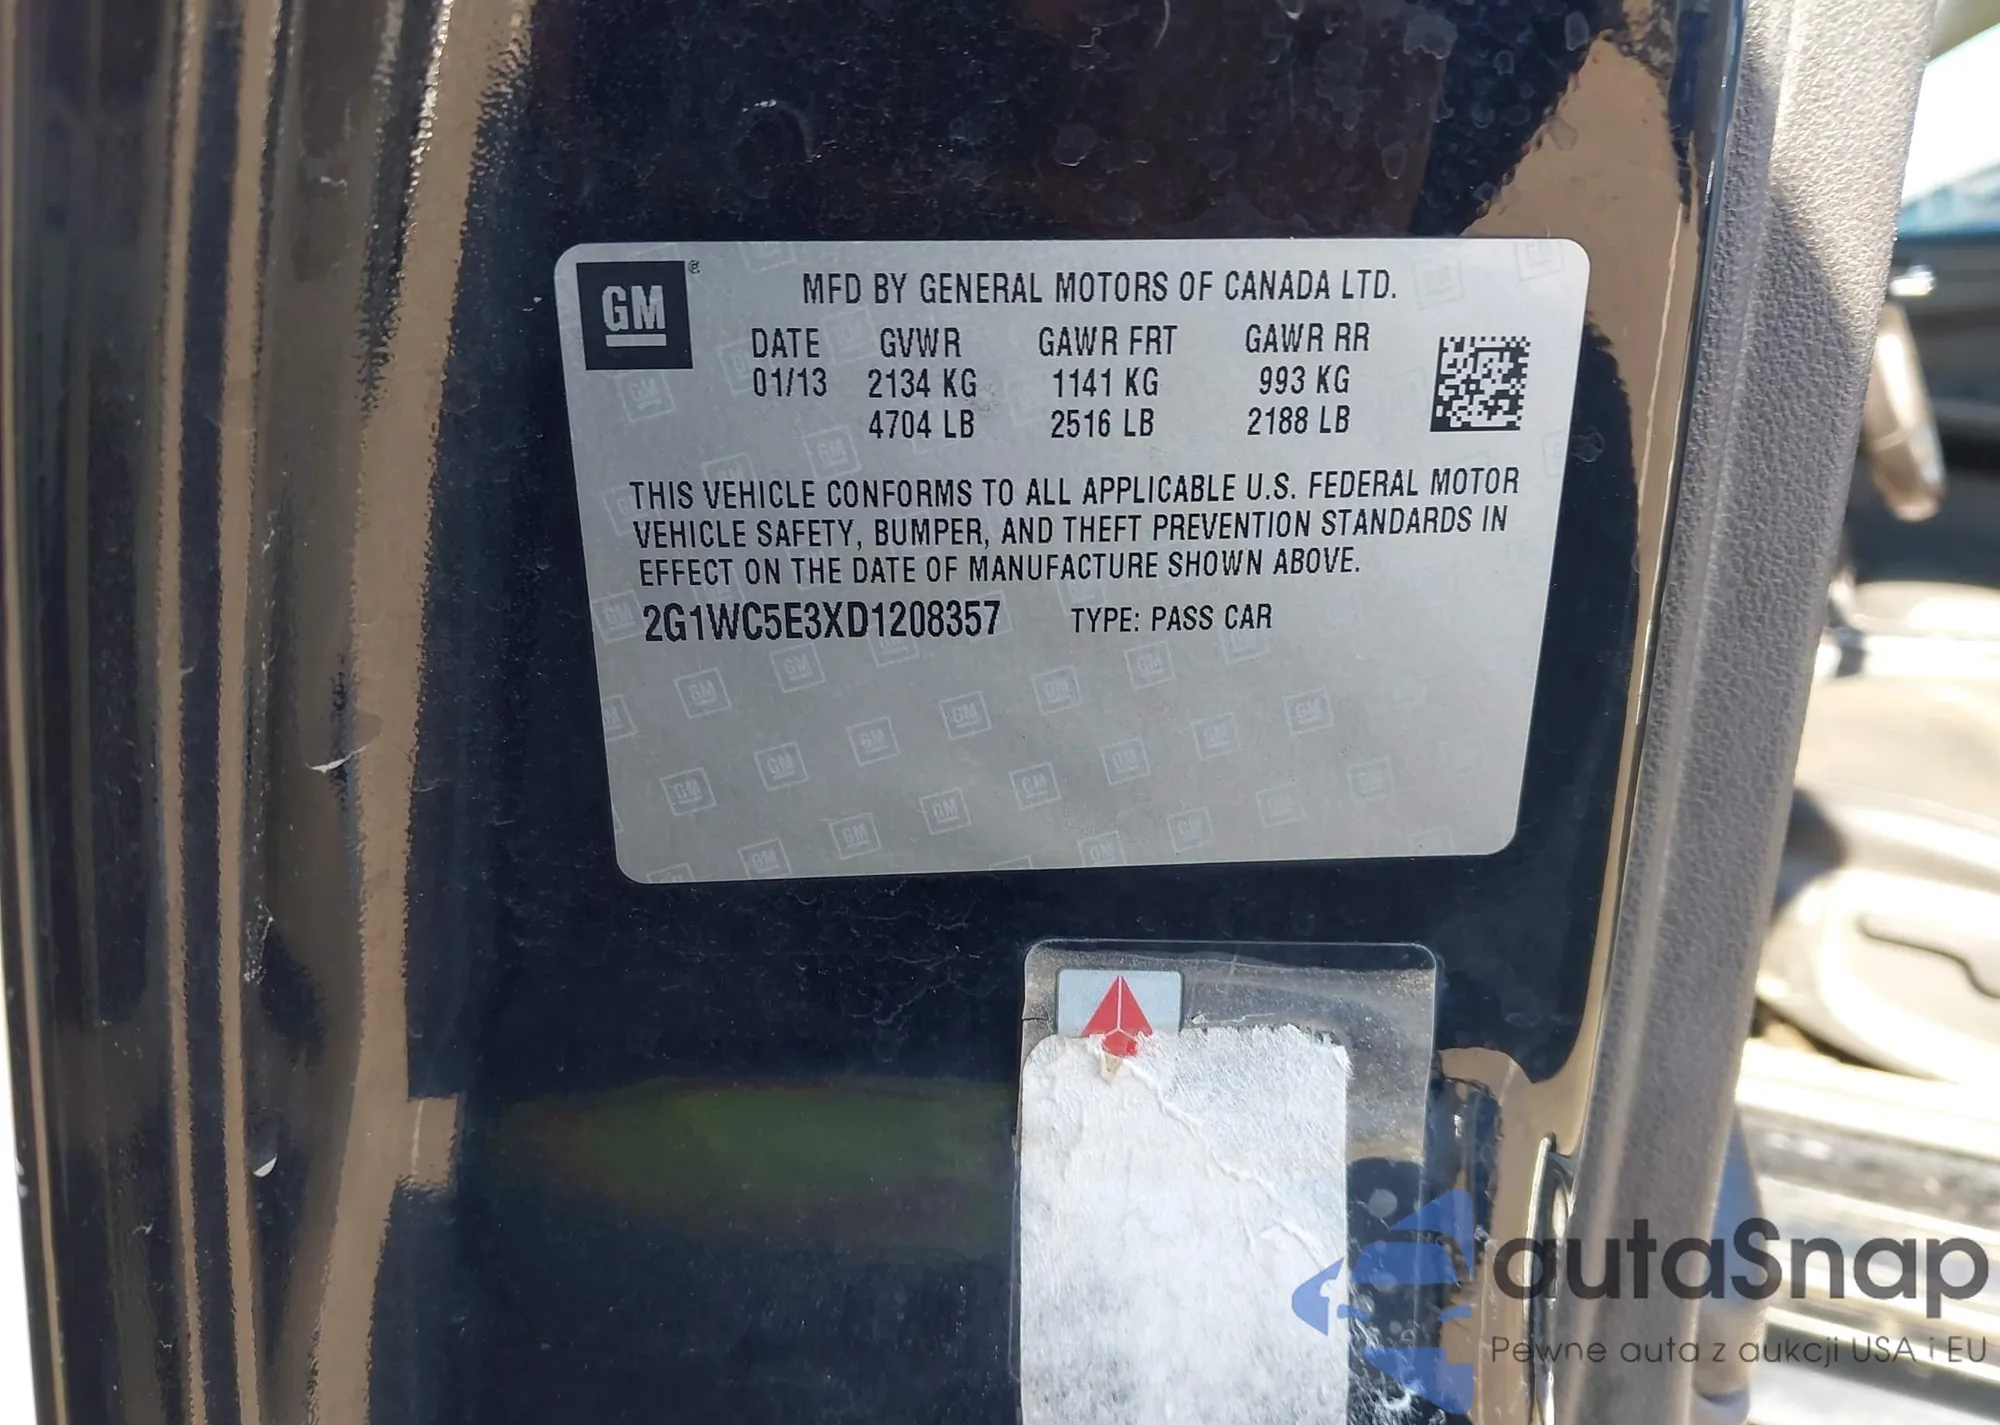 GM ®
MFD BY GENERAL MOTORS OF CANADA LTD.
DATE GVWR GAWR FRT GAWR RR
01/13 2134 KG 1141 KG 993 KG
4704 LB 2516 LB 2188 LB
THIS VEHICLE CONFORMS TO ALL APPLICABLE U.S. FEDERAL MOTOR
VEHICLE SAFETY, BUMPER, AND THEFT PREVENTION STANDARDS IN
EFFECT ON THE DATE OF MANUFACTURE SHOWN ABOVE.
2G1WC5E3XD1208357 TYPE: PASS CAR
autaSnap
Pewne auta z aukcji USA i EU